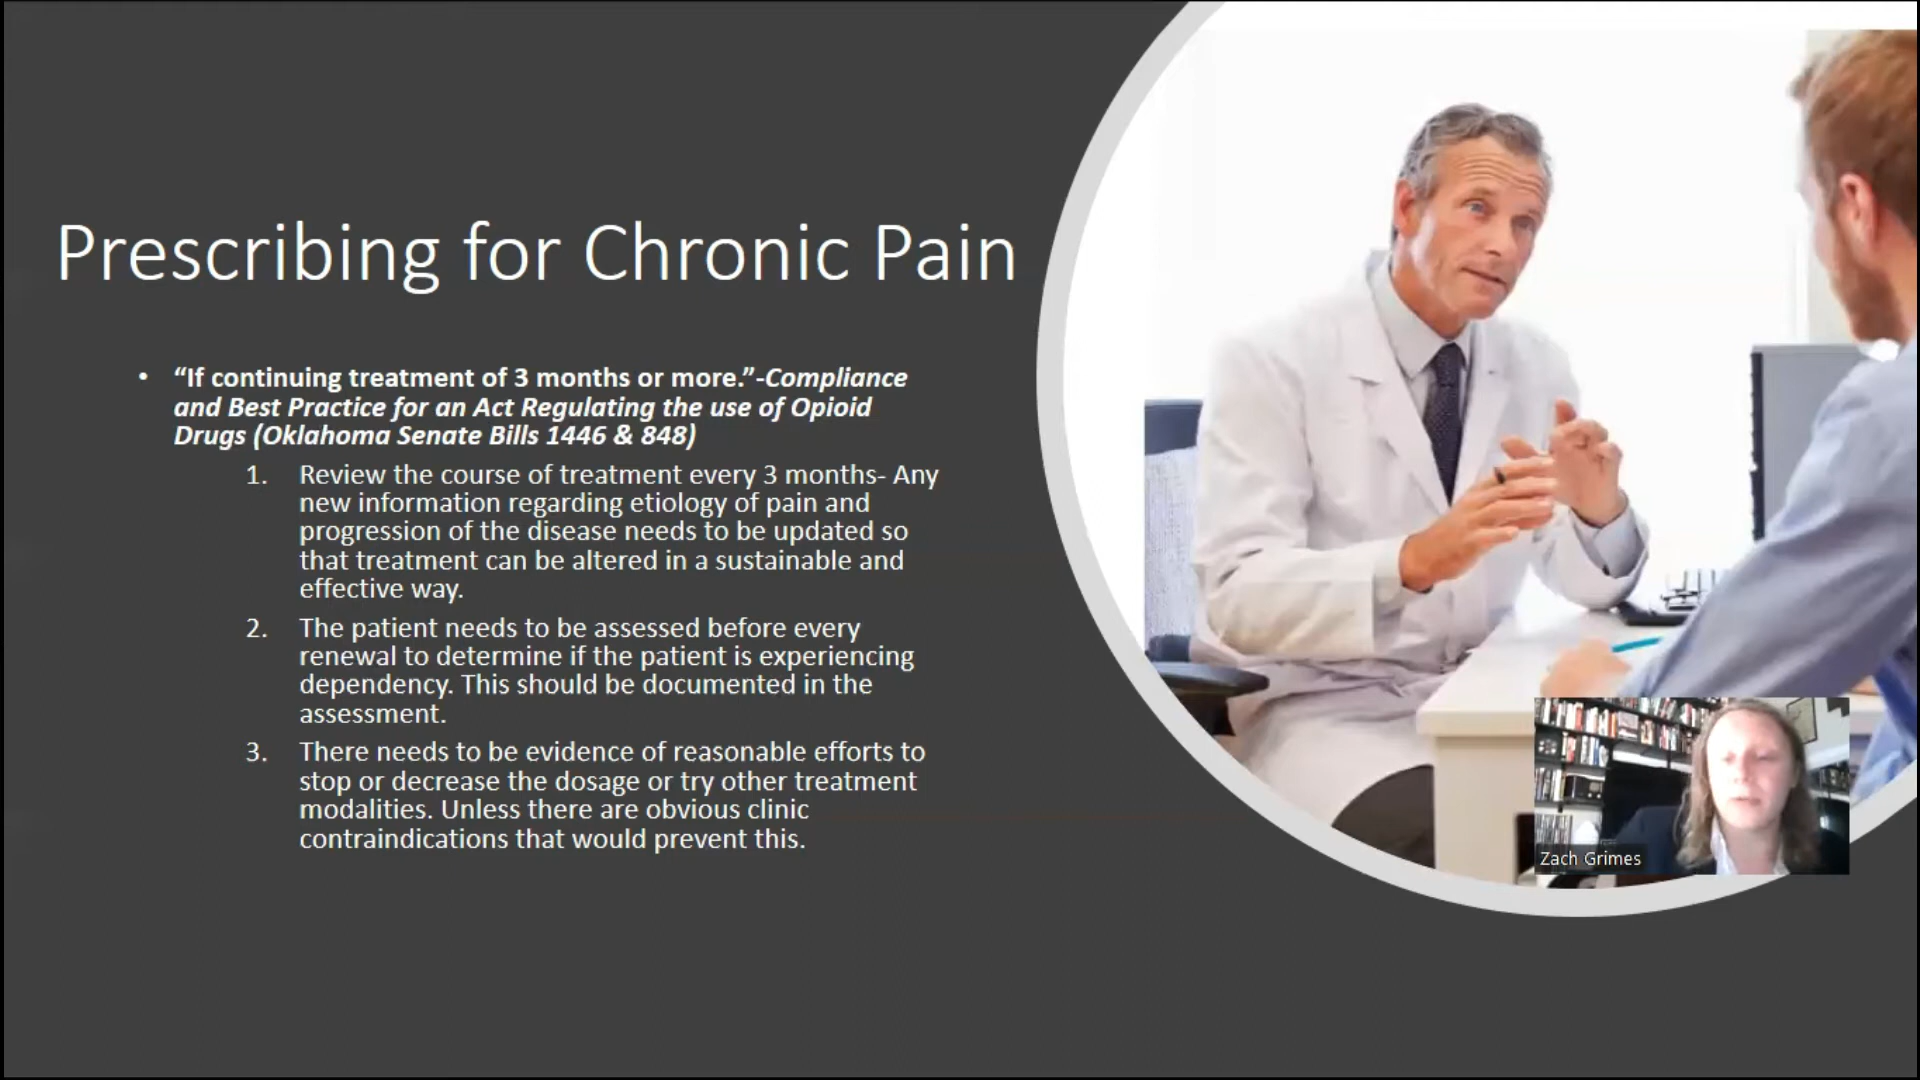 Prescribing for Chronic Pain
• “If continuing treatment of 3 months or more.”-Compliance
and Best Practice for an Act Regulating the use of Opioid
Drugs (Oklahoma Senate Bills 1446 & 848)
1. Review the course of treatment every 3 months- Any
new information regarding etiology of pain and
progression of the disease needs to be updated so
that treatment can be altered in a sustainable and
effective way.
2. The patient needs to be assessed before every
renewal to determine if the patient is experiencing
dependency. This should be documented in the
assessment.
3. There needs to be evidence of reasonable efforts to
stop or decrease the dosage or try other treatment
modalities. Unless there are obvious clinic
contraindications that would prevent this.
Zach Grimes